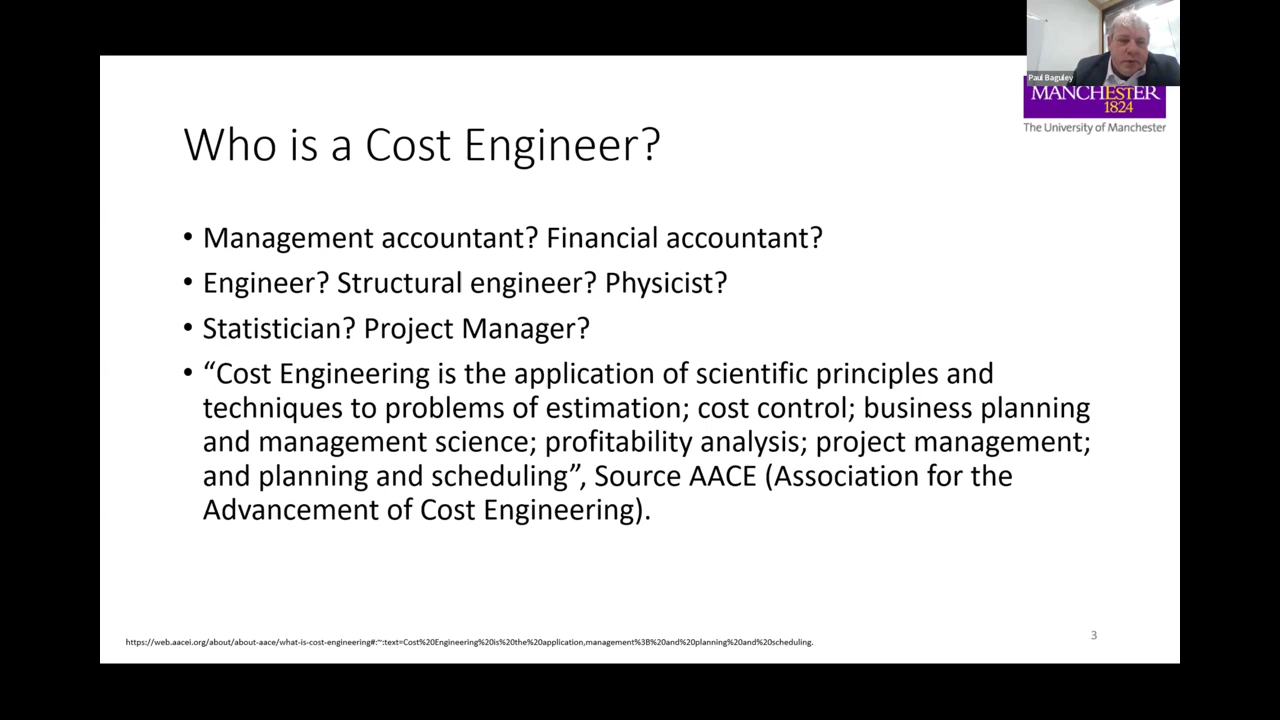 Paul Baguley
MANCHESTER
1824
The University of Manchester
Who is a Cost Engineer?
• Management accountant? Financial accountant?
• Engineer? Structural engineer? Physicist?
• Statistician? Project Manager?
• “Cost Engineering is the application of scientific principles and
techniques to problems of estimation; cost control; business planning
and management science; profitability analysis; project management;
and planning and scheduling”, Source AACE (Association for the
Advancement of Cost Engineering).
https://web.aacei.org/about/about-aace/what-is-cost-engineering#:~:text=Cost%20Engineering%20is%20the%20application,management%3B%20and%20planning%20and%20scheduling.
3